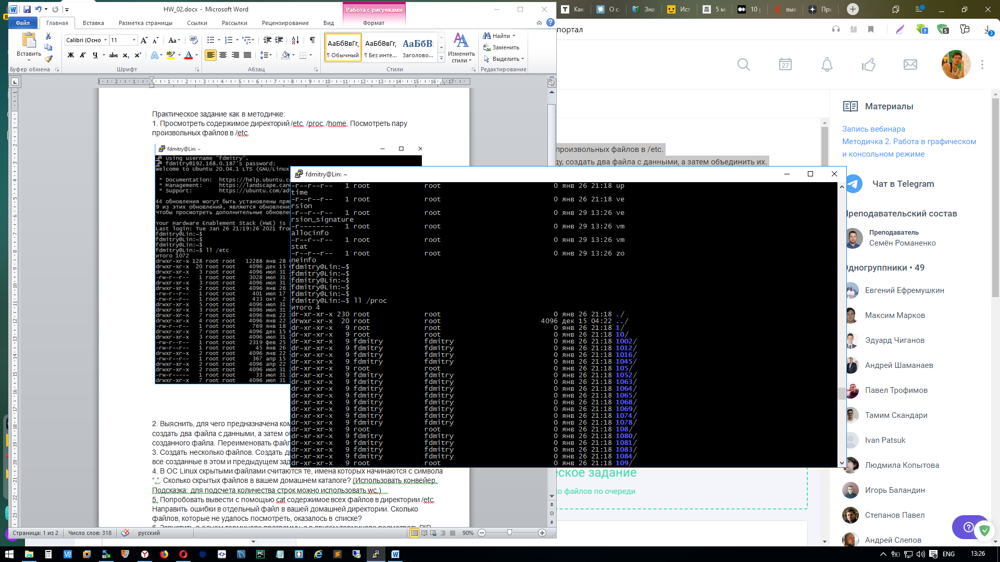 HW_02.docx - Microsoft Word
Работа с рисунками
Файл
Главная
Вставка
Разметка страницы
Ссылки
Рассылки
Рецензирование
Вид
Формат
Вставить
Calibri (Осно
11
АаБбВвГг,
¶ Обычный
АаБбВвГг,
¶ Без инте...
АаБбВ
Заголово...
Изменить
стили
Найти
Заменить
Выделить
Буфер обмена
Шрифт
Абзац
Стили
Редактирование
Практическое задание как в методичке:
1. Просмотреть содержимое директорий /etc, /proc, /home. Посмотреть пару
произвольных файлов в /etc.
fdmitry@Lin: ~
Using username "fdmitry".
fdmitry@192.168.0.187's password:
Welcome to Ubuntu 20.04.1 LTS (GNU/Linux
* Documentation:  https://help.ubuntu.c
* Management:     https://landscape.can
* Support:        https://ubuntu.com/ad
44 обновления могут быть установлены пря
9 из этих обновлений, являются обновлени
Чтобы просмотреть дополнительные обновле
Your Hardware Enablement Stack (HWE) is s
Last login: Tue Jan 26 21:19:26 2021 from
fdmitry@Lin:~$
fdmitry@Lin:~$
fdmitry@Lin:~$
fdmitry@Lin:~$ ll /etc
итого 1072
drwxr-xr-x 128 root root   12288 янв 28
drwxr-xr-x  20 root root    4096 дек 15
drwxr-xr-x   3 root root    4096 июл 31
-rw-r--r--   1 root root    3028 июл 31
drwxr-xr-x   3 root root    4096 июл 31
drwxr-xr-x   2 root root    4096 янв 26
-rw-r--r--   1 root root     401 июл 17
-rw-r--r--   1 root root     433 окт  2
drwxr-xr-x   5 root root    4096 июл 31
drwxr-xr-x   3 root root    4096 июл 31
drwxr-xr-x   7 root root    4096 янв 22
drwxr-xr-x   4 root root    4096 янв 22
-rw-r--r--   1 root root     769 янв 18
drwxr-xr-x   7 root root    4096 дек 15
drwxr-xr-x   3 root root    4096 июл 31
-rw-r--r--   1 root root    2319 фев 25
-rw-r--r--   1 root root      45 янв 26
drwxr-xr-x   2 root root    4096 янв 22
-rw-r--r--   1 root root     367 апр 15
drwxr-xr-x   2 root root    4096 апр 22
drwxr-xr-x   2 root root    4096 июл 31
-rw-r-----   1 root root      33 июл 31
drwxr-xr-x   7 root root    4096 июл 31
2. Выяснить, для чего предназначена ком
создать два файла с данными, а затем об
созданного файла. Переименовать файл
3. Создать несколько файлов. Создать ди
все созданные в этом и предыдущем зад
4. В ОС Linux скрытыми файлами считаются те, имена которых начинаются с символа
“.”. Сколько скрытых файлов в вашем домашнем каталоге? (Использовать конвейер.
Подсказка: для подсчета количества строк можно использовать wc.)
5. Попробовать вывести с помощью cat содержимое всех файлов в директории /etc.
Направить ошибки в отдельный файл в вашей домашней директории. Сколько
файлов, которые не удалось посмотреть, оказалось в списке?
6. Запустить в одном терминале программу, а в другом терминале посмотреть PID
Страница: 1 из 2
Число слов: 318
русский
90%
fdmitry@Lin: ~
-r--r--r--   1 root             root                           0 янв 26 21:18 up
time
-r--r--r--   1 root             root                           0 янв 26 21:18 ve
rsion
-r--r--r--   1 root             root                           0 янв 29 13:26 ve
rsion_signature
-r--------   1 root             root                           0 янв 29 13:26 vm
allocinfo
-r--r--r--   1 root             root                           0 янв 29 13:26 vm
stat
-r--r--r--   1 root             root                           0 янв 29 13:26 zo
neinfo
fdmitry@Lin:~$
fdmitry@Lin:~$
fdmitry@Lin:~$
fdmitry@Lin:~$
fdmitry@Lin:~$
fdmitry@Lin:~$ ll /proc
итого 4
dr-xr-xr-x 230 root             root                           0 янв 26 21:18 ./
drwxr-xr-x  20 root             root                        4096 дек 15 04:22 ../
dr-xr-xr-x   9 root             root                           0 янв 26 21:18 1/
dr-xr-xr-x   9 root             root                           0 янв 26 21:18 10/
dr-xr-xr-x   9 fdmitry          fdmitry                        0 янв 26 21:18 1002/
dr-xr-xr-x   9 fdmitry          fdmitry                        0 янв 26 21:18 1012/
dr-xr-xr-x   9 fdmitry          fdmitry                        0 янв 26 21:18 1016/
dr-xr-xr-x   9 fdmitry          fdmitry                        0 янв 26 21:18 1045/
dr-xr-xr-x   9 root             root                           0 янв 26 21:18 105/
dr-xr-xr-x   9 fdmitry          fdmitry                        0 янв 26 21:18 1052/
dr-xr-xr-x   9 fdmitry          fdmitry                        0 янв 26 21:18 1063/
dr-xr-xr-x   9 fdmitry          fdmitry                        0 янв 26 21:18 1064/
dr-xr-xr-x   9 fdmitry          fdmitry                        0 янв 26 21:18 1065/
dr-xr-xr-x   9 fdmitry          fdmitry                        0 янв 26 21:18 1068/
dr-xr-xr-x   9 fdmitry          fdmitry                        0 янв 26 21:18 1069/
dr-xr-xr-x   9 fdmitry          fdmitry                        0 янв 26 21:18 1074/
dr-xr-xr-x   9 fdmitry          fdmitry                        0 янв 26 21:18 1078/
dr-xr-xr-x   9 root             root                           0 янв 26 21:18 108/
dr-xr-xr-x   9 fdmitry          fdmitry                        0 янв 26 21:18 1080/
dr-xr-xr-x   9 fdmitry          fdmitry                        0 янв 26 21:18 1081/
dr-xr-xr-x   9 fdmitry          fdmitry                        0 янв 26 21:18 1083/
dr-xr-xr-x   9 fdmitry          fdmitry                        0 янв 26 21:18 1084/
dr-xr-xr-x   9 root             root                           0 янв 26 21:18 109/
Как
О с
Зна
Ист
5 м
10 р
выя
При
портал
27
произвольных файлов в /etc.
ду, создать два файла с данными, а затем объединить их.
еское задание
ко файлов по очереди
Материалы
Запись вебинара
Методичка 2. Работа в графическом
и консольном режиме
Чат в Telegram
Преподавательский состав
Преподаватель
Семён Романенко
Одногруппники • 49
Евгений Ефремушкин
Максим Марков
Эдуард Чиганов
Андрей Шаманаев
Павел Трофимов
Тамим Скандари
Ivan Patsuk
Людмила Копытова
Игорь Баландин
Степанов Павел
Андрей Слепов
ENG
13:26